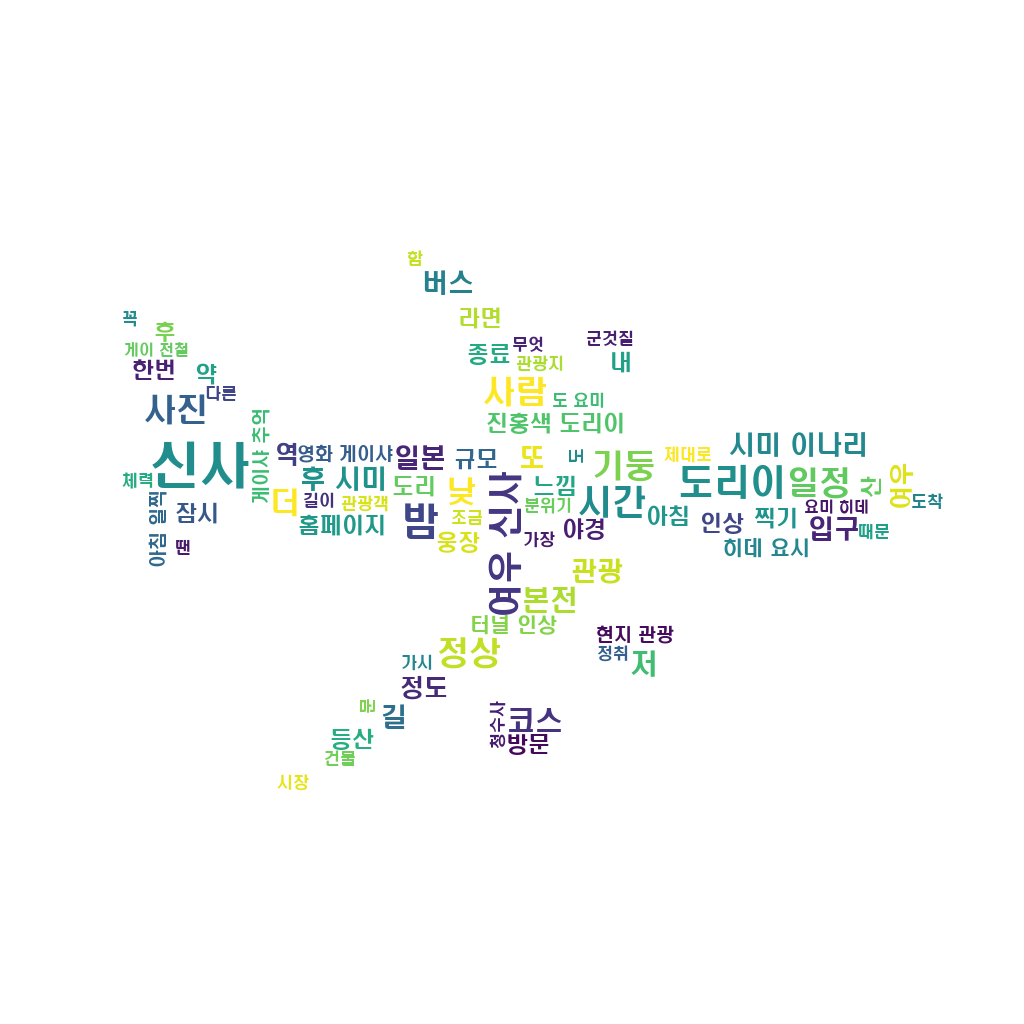 함
버스
꼭
후
라면
게이 전철
종료
무엇
군것질
한번
약
관광지
내
다른
사진
사람
도 요미
게이샤 추억
진홍색 도리이
신사
역
영화 게이샤
일본
규모
또
뇨
기둥
제대로
시미 이나리
체력
후 시미
도리
낮
느낌
도리이
일정
산
여우
더
길이
관광객
여우 신사
분위기
시간
요미 히데
도착
아침 일찍
잠시
홈페이지
밤
조금
아침
인상
찍기
입구
때문
땐
웅장
가장
야경
히데 요시
관광
본전
터널 인상
현지 관광
정상
가시
정취
저
정도
문
길
청수사
코스
등산
방문
건물
시장